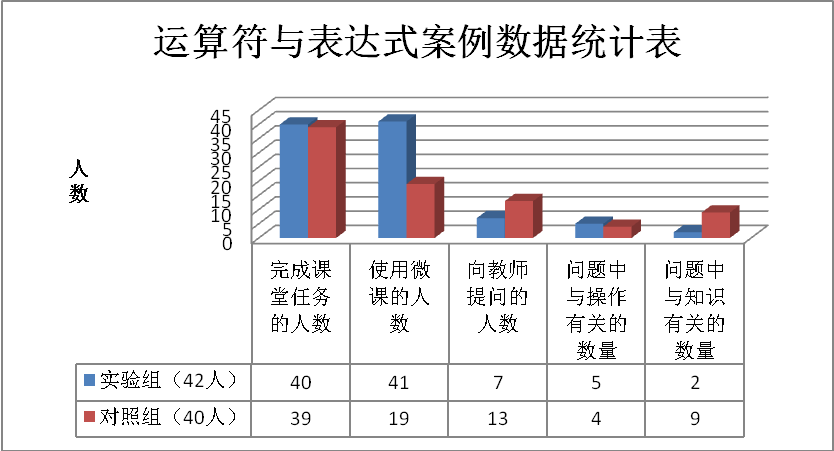 运算符与表达式案例数据统计表
人数
45
40
35
30
25
20
15
10
5
0
完成课
堂任务
的人数
使用微
课的人
数
向教师
提问的
人数
问题中
与操作
有关的
数量
问题中
与知识
有关的
数量
实验组（42人） 40 41 7 5 2
对照组（40人） 39 19 13 4 9